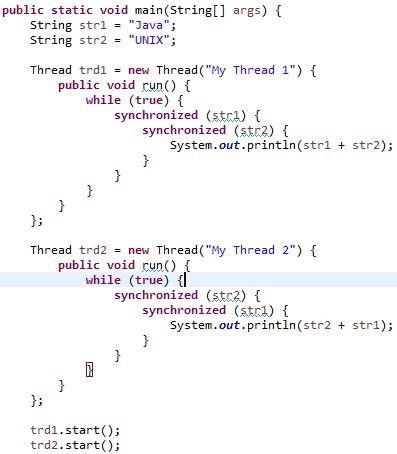 public static void main(String[] args) {
    String str1 = "Java";
    String str2 = "UNIX";

    Thread trd1 = new Thread("My Thread 1") {
        public void run() {
            while (true) {
                synchronized (str1) {
                    synchronized (str2) {
                        System.out.println(str1 + str2);
                    }
                }
            }
        }
    };

    Thread trd2 = new Thread("My Thread 2") {
        public void run() {
            while (true) {
                synchronized (str2) {
                    synchronized (str1) {
                        System.out.println(str2 + str1);
                    }
                }
            }
        }
    };

    trd1.start();
    trd2.start();